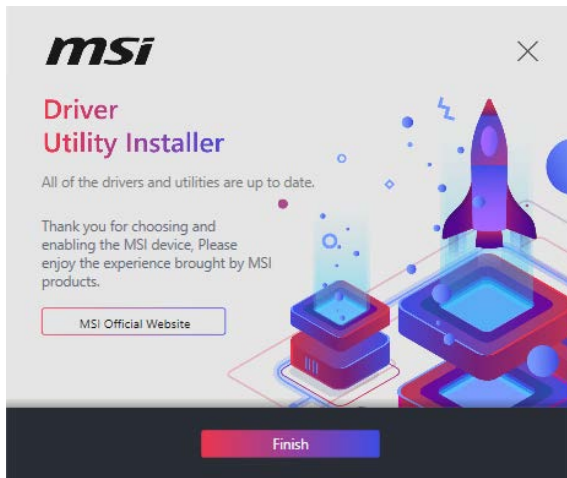 msi
Driver
Utility Installer
All of the drivers and utilities are up to date.
Thank you for choosing and
enabling the MSI device, Please
enjoy the experience brought by MSI
products.
MSI Official Website
Finish